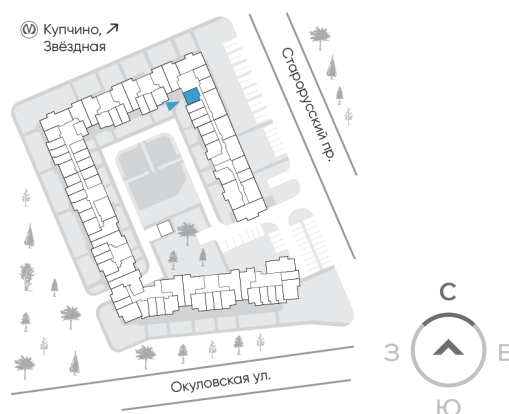 Купчино, ↗
Звёздная
Старорусский пр.
Окуловская ул.
С
З В
Ю